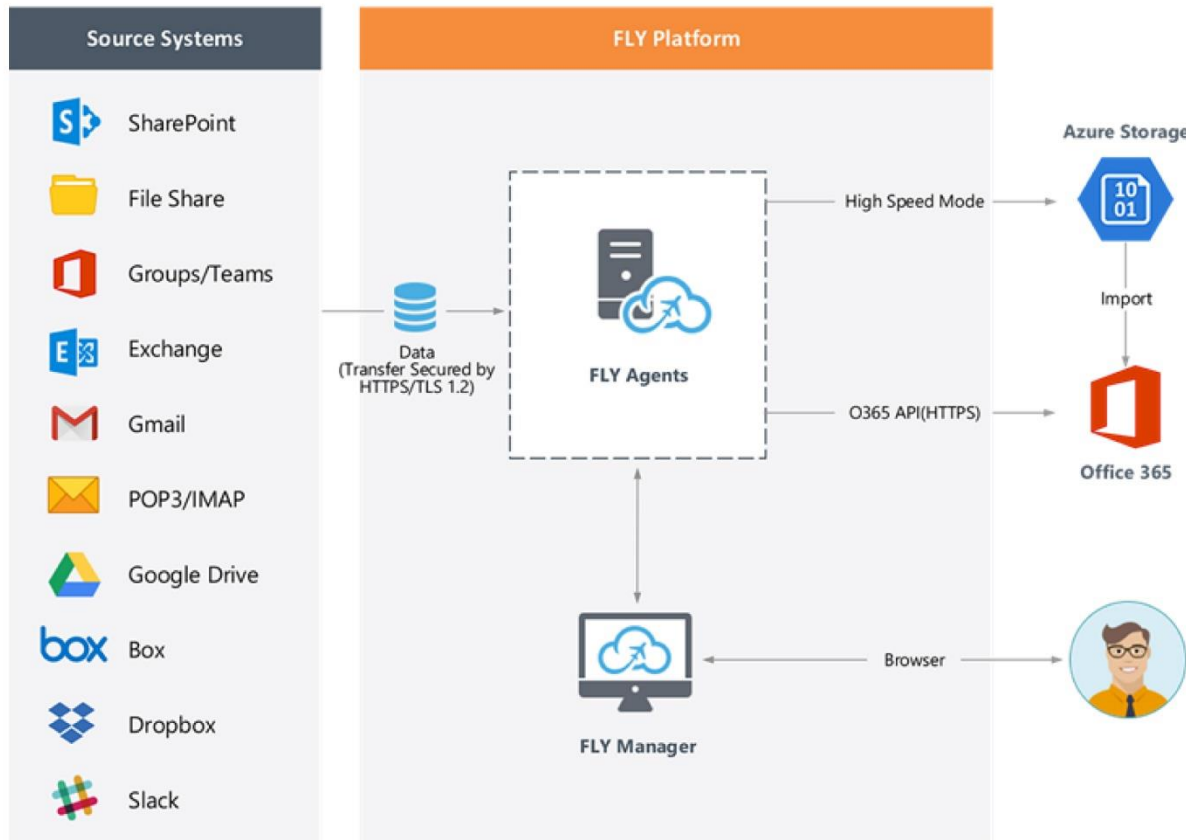 Source Systems
FLY Platform
SharePoint
File Share
Groups/Teams
Exchange
Gmail
POP3/IMAP
Google Drive
box Box
Dropbox
Slack
Data
(Transfer Secured by
HTTPS/TLS 1.2)
FLY Agents
High Speed Mode
O365 API(HTTPS)
FLY Manager
Browser
Azure Storage
10
01
Import
Office 365
S
E